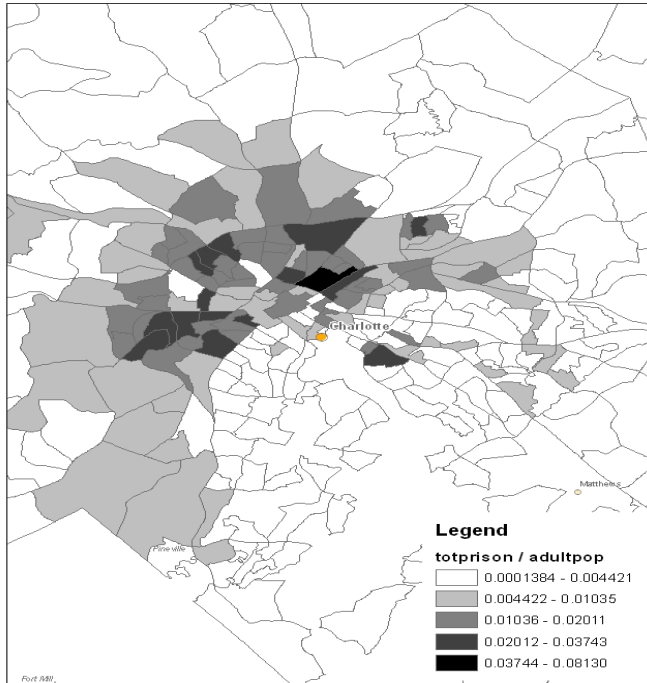 Charlotte
Matthews
Pineville
Legend
totprison / adultpop
0.0001384 - 0.004421
0.004422 - 0.01035
0.01036 - 0.02011
0.02012 - 0.03743
0.03744 - 0.08130
Fort Mill